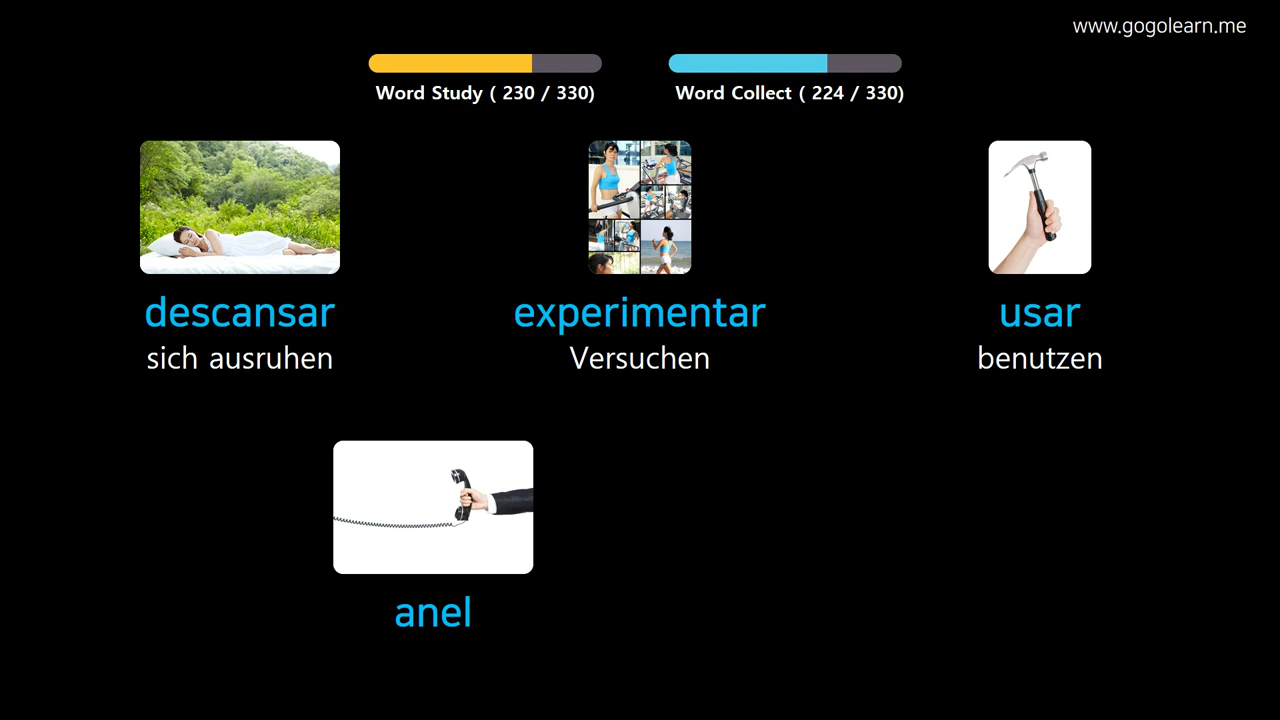 www.gogolearn.me
Word Study ( 230 / 330)
Word Collect ( 224 / 330)
descansar
sich ausruhen
experimentar
Versuchen
usar
benutzen
anel